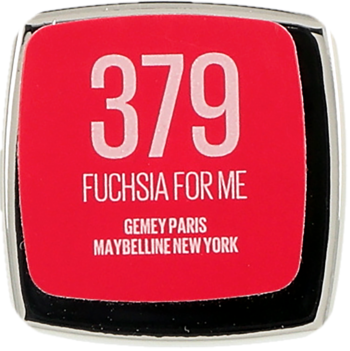 379
FUCHSIA FOR ME
GEMEY PARIS
MAYBELLINE NEW YORK